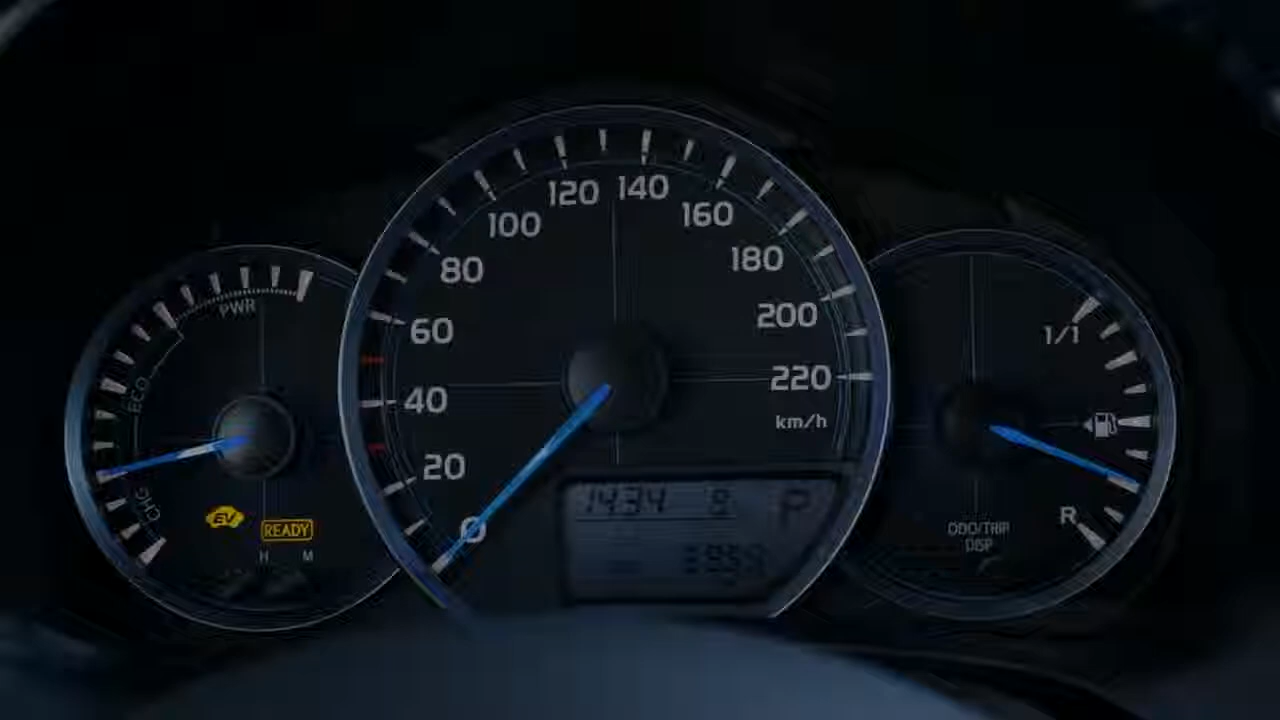 PWR
ECO
CHG
EV
READY
H M
0
20
40
60
80
100
120
140
160
180
200
220
km/h
1434
P
1/1
R
ODO/TRIP
DISP